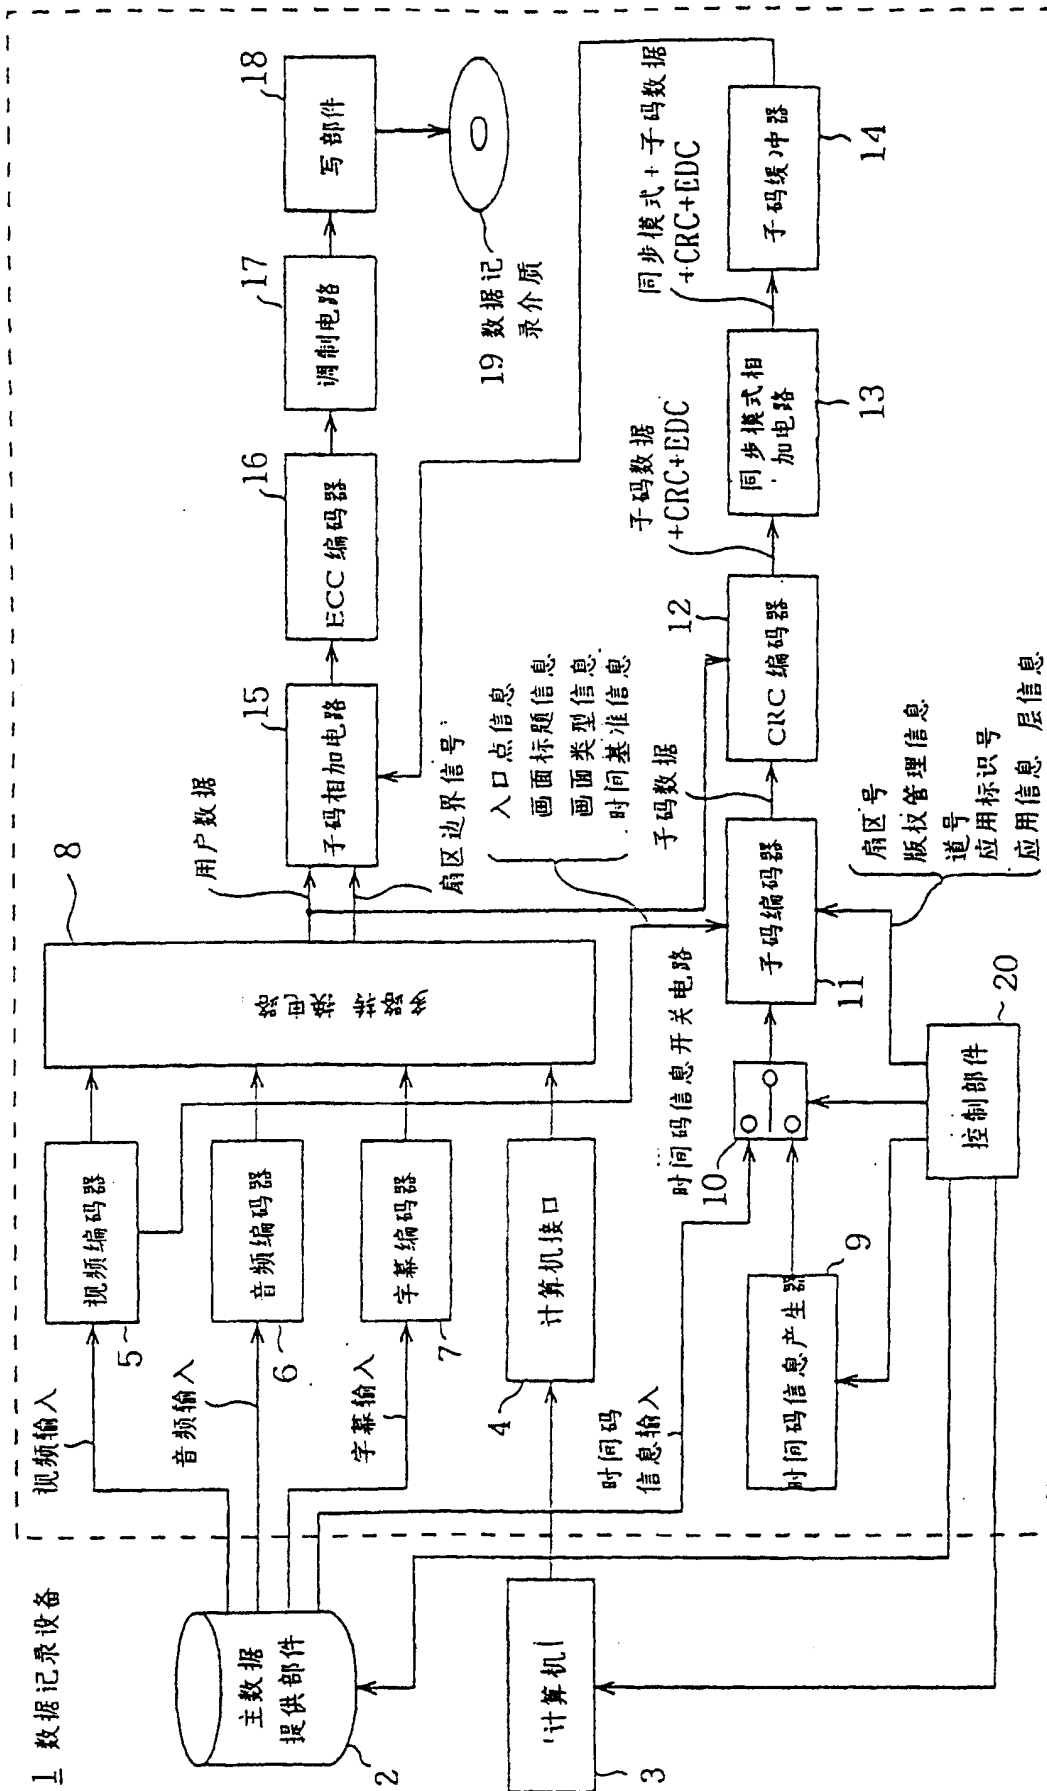 1 数据记录设备
主数据
提供部件
2
计算机
3
视频输入
音频输入
字幕输入
时间码
信息输入
视频编码器
5
音频编码器
6
字幕编码器
7
计算机接口
4
8
用户数据
扇区边界信号
子码相加电路
15
ECC 编码器
16
调制电路
17
写部件
18
19 数据记
录介质
入口点信息
画面标题信息
画面类型信息
时间基准信息
子码数据
时间码信息产生器
9
时间码信息开关电路
10
子码编码器
11
CRC 编码器
12
子码数据
+CRC+EDC
同步模式相
加电路
13
同步模式+子码数据
+CRC+EDC
子码缓冲器
14
控制部件
20
扇区号
版权管理信息
道号
应用标识号
应用信息 层信息